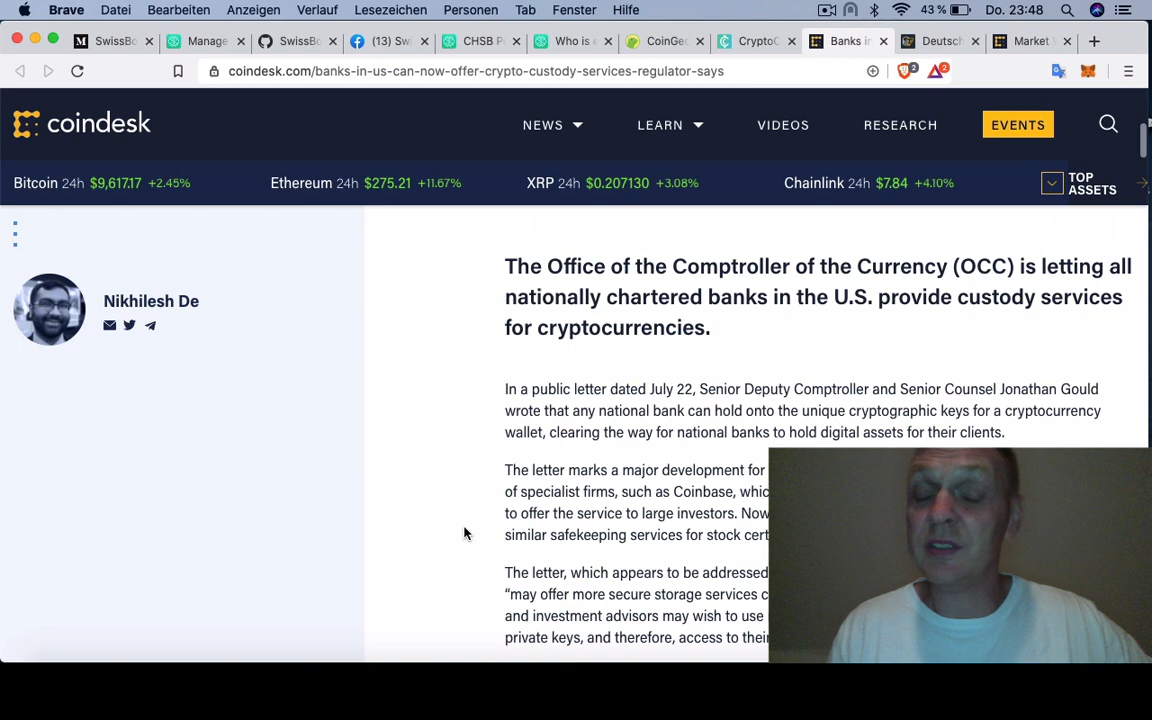 Brave Datei Bearbeiten Anzeigen Verlauf Lesezeichen Personen Tab Fenster Hilfe 43 % Do. 23:48
SwissBo Manage SwissBo (13) Sw CHSB P Who is CoinGe CryptoC Banks in Deutsch Market
coindesk.com/banks-in-us-can-now-offer-crypto-custody-services-regulator-says 2 2
coindesk NEWS LEARN VIDEOS RESEARCH EVENTS
Bitcoin 24h $9,617.17 +2.45% Ethereum 24h $275.21 +11.67% XRP 24h $0.207130 +3.08% Chainlink 24h $7.84 +4.10% TOP
ASSETS
Nikhilesh De
The Office of the Comptroller of the Currency (OCC) is letting all
nationally chartered banks in the U.S. provide custody services
for cryptocurrencies.
In a public letter dated July 22, Senior Deputy Comptroller and Senior Counsel Jonathan Gould
wrote that any national bank can hold onto the unique cryptographic keys for a cryptocurrency
wallet, clearing the way for national banks to hold digital assets for their clients.
The letter marks a major development for
of specialist firms, such as Coinbase, whic
to offer the service to large investors. Now
similar safekeeping services for stock cert
The letter, which appears to be addressed
“may offer more secure storage services c
and investment advisors may wish to use
private keys, and therefore, access to their